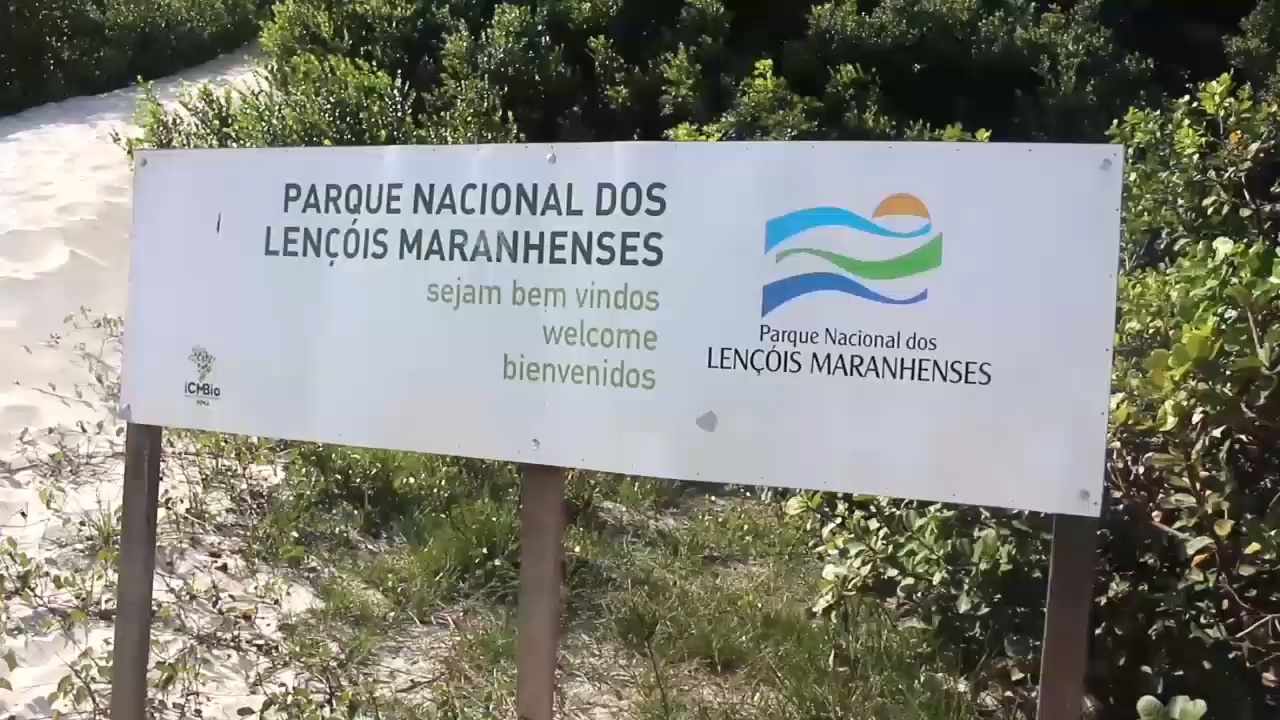 PARQUE NACIONAL DOS
LENÇÓIS MARANHENSES
sejam bem vindos
welcome
bienvenidos
Parque Nacional dos
LENÇÓIS MARANHENSES
ICMBio